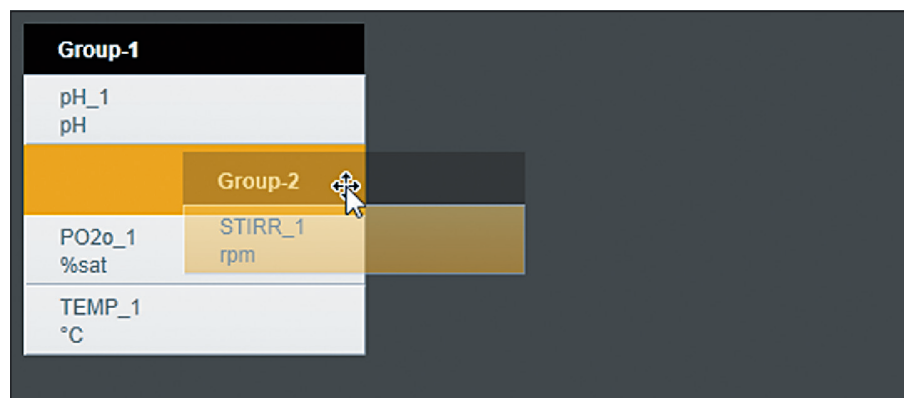 Group-1
pH_1
pH
Group-2
STIRR_1
rpm
PO2o_1
%sat
TEMP_1
°C